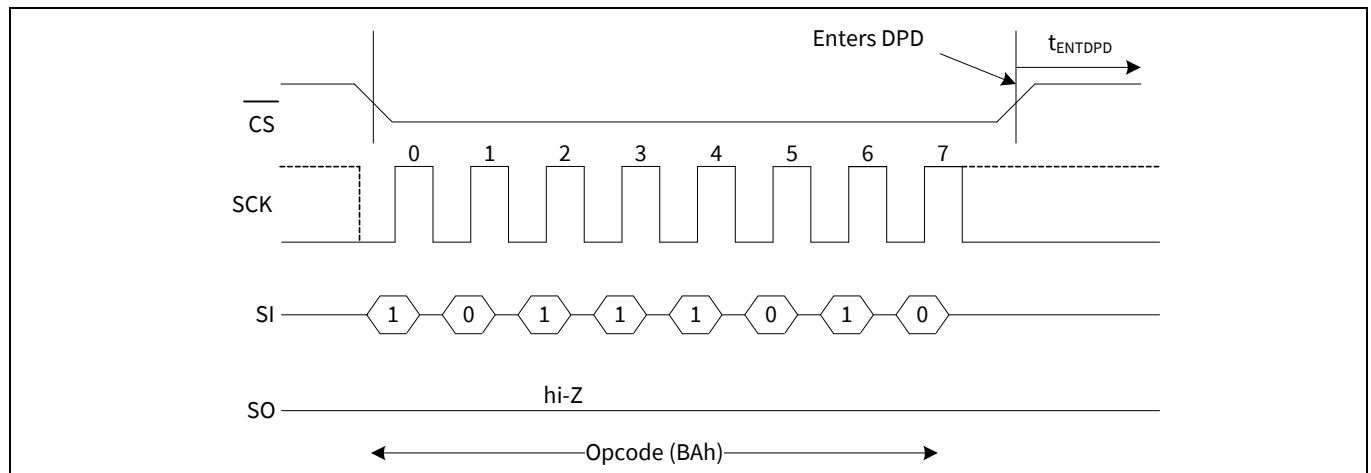 Enters DPD
tENTDPD
CS
0 1 2 3 4 5 6 7
SCK
SI 1 0 1 1 1 0 1 0
hi-Z
SO
Opcode (BAh)